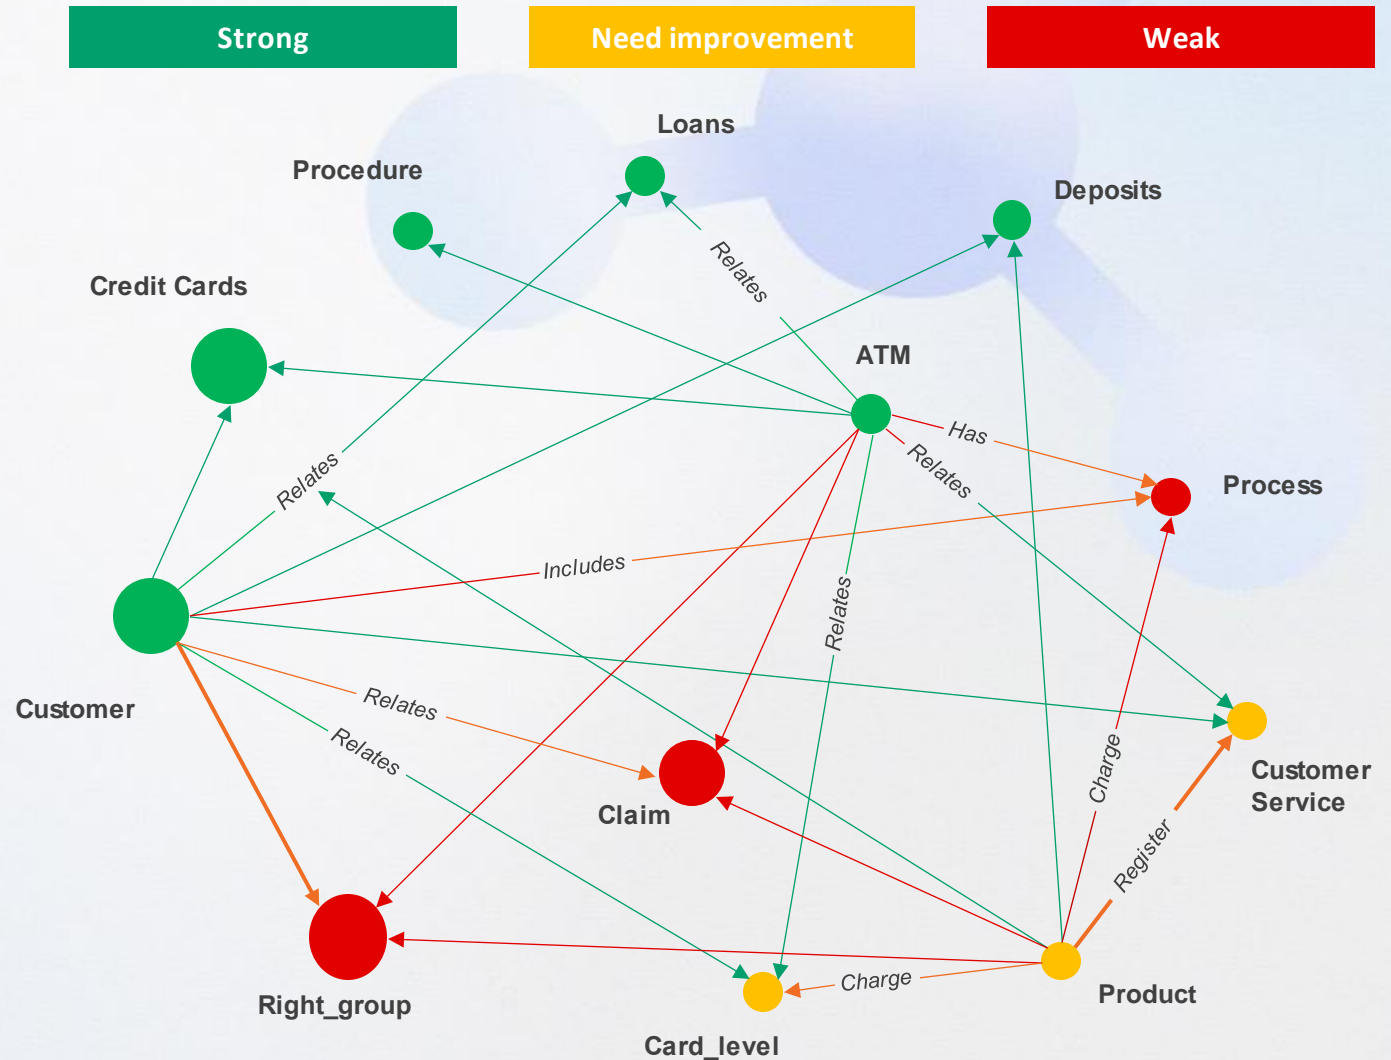 Strong
Need improvement
Weak
Loans
Procedure
Deposits
Relates
Credit Cards
ATM
Has
Relates
Relates
Process
Includes
Relates
Customer
Relates
Relates
Charge
Customer
Service
Claim
Register
Charge
Right_group
Product
Card_level